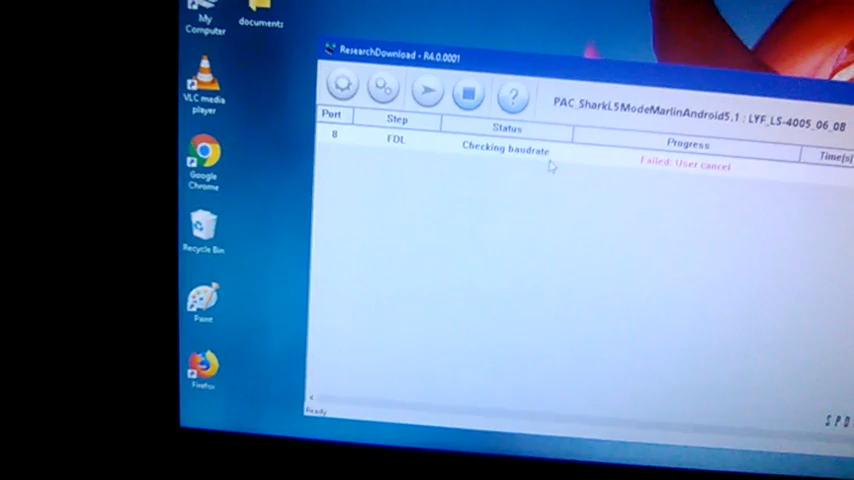 My
Computer
documents
VLC media
player
Google
Chrome
Recycle Bin
Paint
Firefox
ResearchDownload - R4.0.0001
?
PAC_SharkL5ModeMarlinAndroid5.1 : LYF_LS-4005_06_08
Port Step Status Progress Time(s)
8 FDL Checking baudrate Failed: User cancel
Ready
SPD